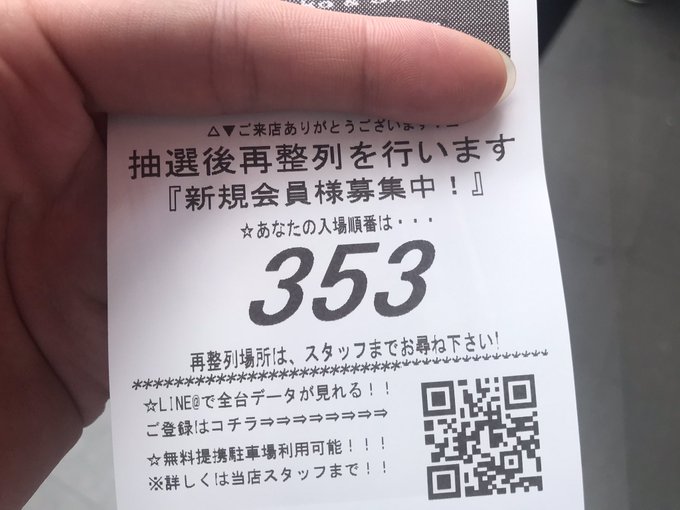 △▼ご来店ありがとうございます！
抽選後再整列を行います
『新規会員様募集中！』
☆あなたの入場順番は・・・
353
再整列場所は、スタッフまでお尋ね下さい!
☆LINE@で全台データが見れる！！
ご登録はコチラ⇒⇒⇒⇒⇒⇒⇒⇒
☆無料提携駐車場利用可能！！！
※詳しくは当店スタッフまで！！